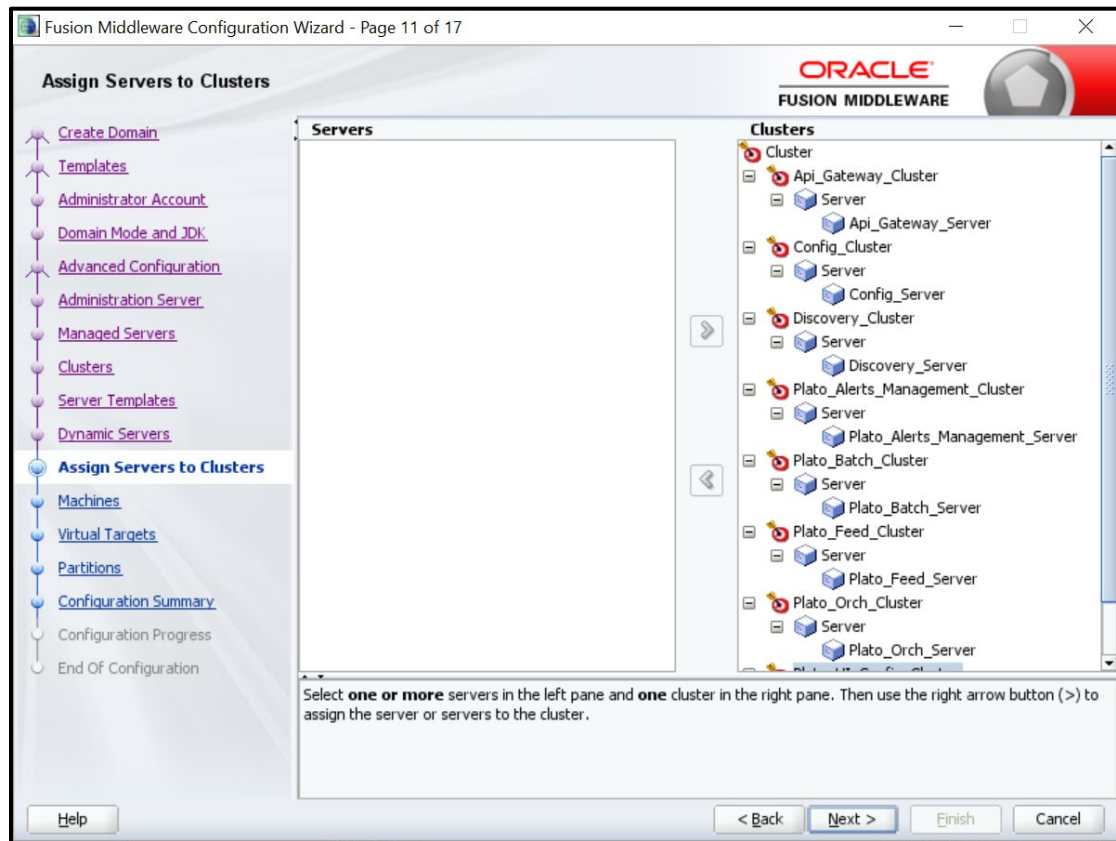 Fusion Middleware Configuration Wizard - Page 11 of 17
Assign Servers to Clusters
ORACLE
FUSION MIDDLEWARE
Create Domain
Templates
Administrator Account
Domain Mode and JDK
Advanced Configuration
Administration Server
Managed Servers
Clusters
Server Templates
Dynamic Servers
Assign Servers to Clusters
Machines
Virtual Targets
Partitions
Configuration Summary
Configuration Progress
End Of Configuration
Servers
Clusters
Cluster
Api_Gateway_Cluster
Server
Api_Gateway_Server
Config_Cluster
Server
Config_Server
Discovery_Cluster
Server
Discovery_Server
Plato_Alerts_Management_Cluster
Server
Plato_Alerts_Management_Server
Plato_Batch_Cluster
Server
Plato_Batch_Server
Plato_Feed_Cluster
Server
Plato_Feed_Server
Plato_Orch_Cluster
Server
Plato_Orch_Server
Select one or more servers in the left pane and one cluster in the right pane. Then use the right arrow button (>) to
assign the server or servers to the cluster.
Help
< Back
Next >
Finish
Cancel